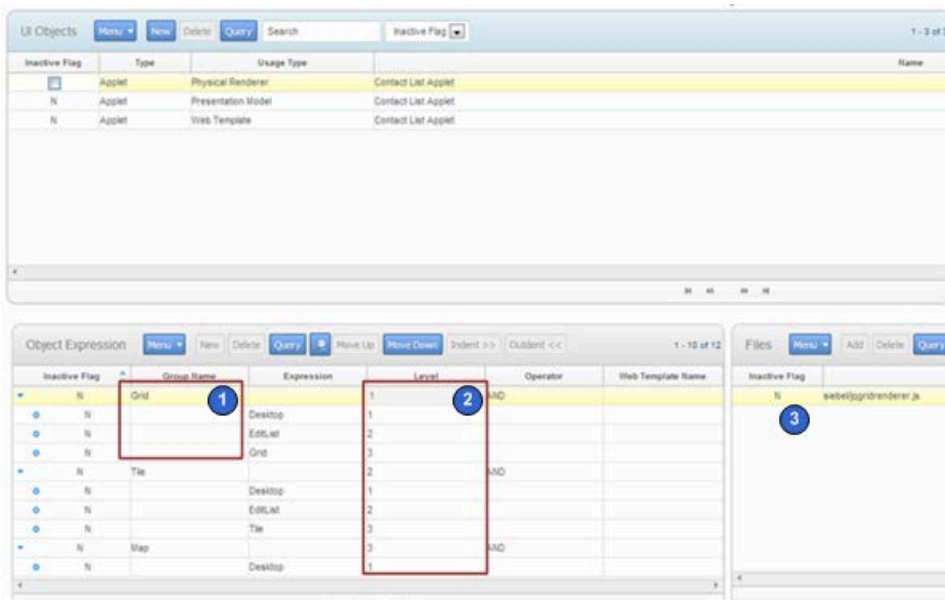 UI Objects Menu New Delete Query Search Inactive Flag 1 - 3 of
Inactive Flag Type Usage Type Name
Applet Physical Renderer Contact List Applet
N Applet Presentation Model Contact List Applet
N Applet Web Template Contact List Applet
Object Expression Menu New Delete Query Move Up Move Down Indent >> Outdent << 1 - 10 of 12
Inactive Flag Group Name Expression Level Operator Web Template Name
N Grid 1 AND
N Desktop 1
N EditList 2
N Grid 3
N Tile 2 AND
N Desktop 1
N EditList 2
N Tile 3
N Map 3 AND
N Desktop 1
1
2
Files Menu Add Delete Query
Inactive Flag
N siebel/jqgridrenderer.js
3